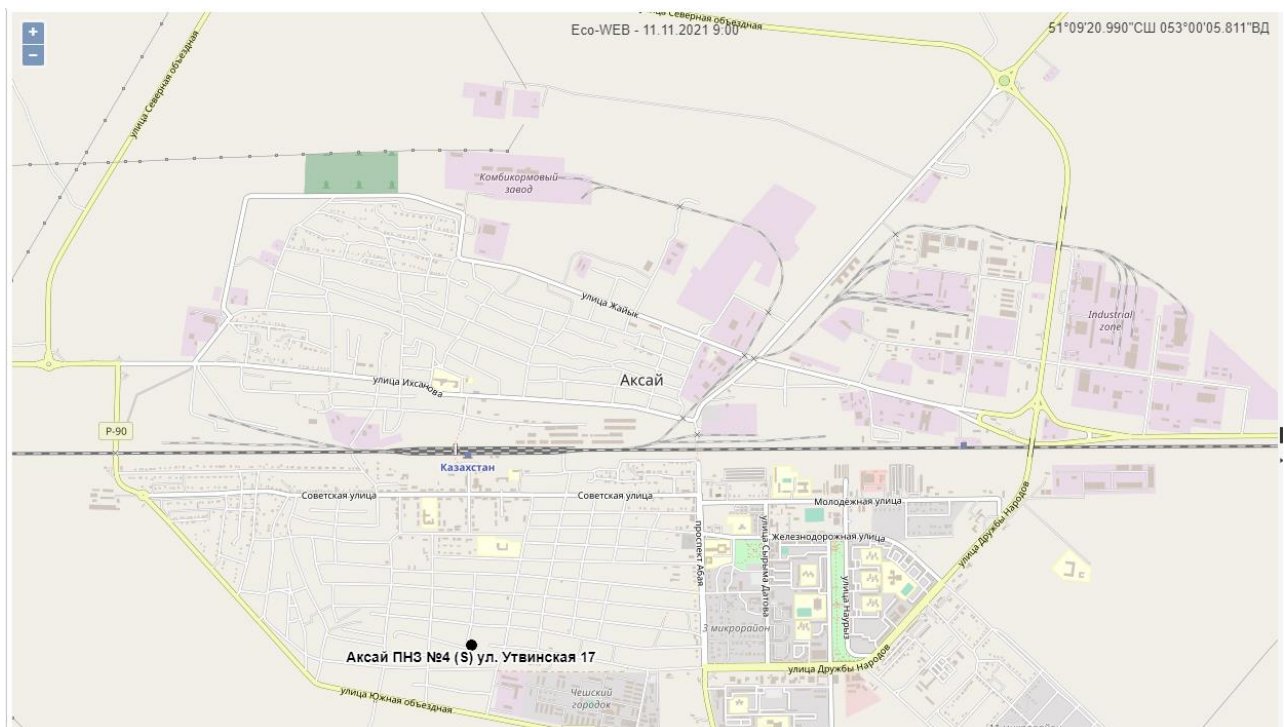 +
−
Eco-WEB - 11.11.2021 9:00
51°09'20.990"СШ 053°00'05.811"ВД
улица Северная объездная
улица Северная объездная
Комбикормовый
завод
улица Жайык
Industrial
zone
Аксай
улица Ихсанова
Р-90
Казахстан
Советская улица
Советская улица
Молодёжная улица
проспект Абая
улица Сырыма Датова
Железнодорожная улица
улица Дружбы Народов
улица Наурыз
3 микрорайон
Аксай ПНЗ №4 (S) ул. Утвинская 17
улица Дружбы Народов
улица Южная объездная
Чешский
городок